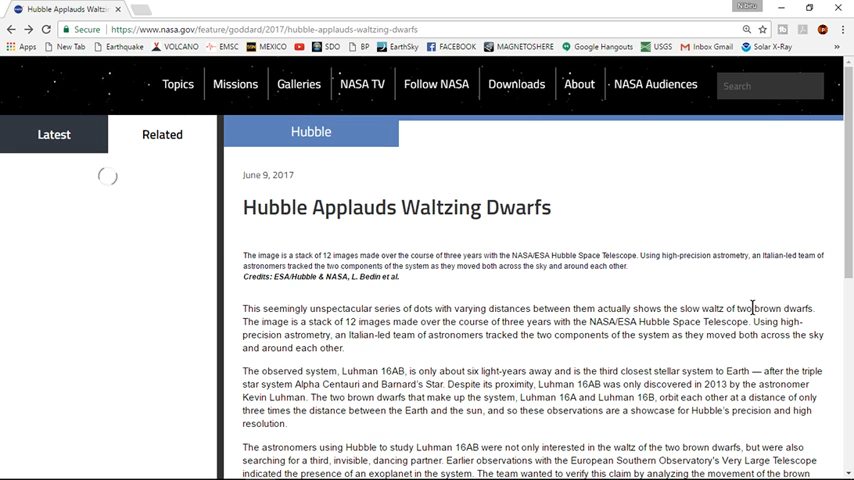 Hubble Applauds Waltzin
Nibiru
Secure https://www.nasa.gov/feature/goddard/2017/hubble-applauds-waltzing-dwarfs
Apps New Tab Earthquake VOLCANO EMSC MEXICO SDO BP EarthSky FACEBOOK MAGNETOSHERE Google Hangouts USGS Inbox Gmail Solar X-Ray
Topics Missions Galleries NASA TV Follow NASA Downloads About NASA Audiences Search
Latest Related Hubble
June 9, 2017
Hubble Applauds Waltzing Dwarfs
The image is a stack of 12 images made over the course of three years with the NASA/ESA Hubble Space Telescope. Using high-precision astrometry, an Italian-led team of
astronomers tracked the two components of the system as they moved both across the sky and around each other.
Credits: ESA/Hubble & NASA, L. Bedin et al.
This seemingly unspectacular series of dots with varying distances between them actually shows the slow waltz of two brown dwarfs.
The image is a stack of 12 images made over the course of three years with the NASA/ESA Hubble Space Telescope. Using high-
precision astrometry, an Italian-led team of astronomers tracked the two components of the system as they moved both across the sky
and around each other.
The observed system, Luhman 16AB, is only about six light-years away and is the third closest stellar system to Earth — after the triple
star system Alpha Centauri and Barnard's Star. Despite its proximity, Luhman 16AB was only discovered in 2013 by the astronomer
Kevin Luhman. The two brown dwarfs that make up the system, Luhman 16A and Luhman 16B, orbit each other at a distance of only
three times the distance between the Earth and the sun, and so these observations are a showcase for Hubble's precision and high
resolution.
The astronomers using Hubble to study Luhman 16AB were not only interested in the waltz of the two brown dwarfs, but were also
searching for a third, invisible, dancing partner. Earlier observations with the European Southern Observatory's Very Large Telescope
indicated the presence of an exoplanet in the system. The team wanted to verify this claim by analyzing the movement of the brown